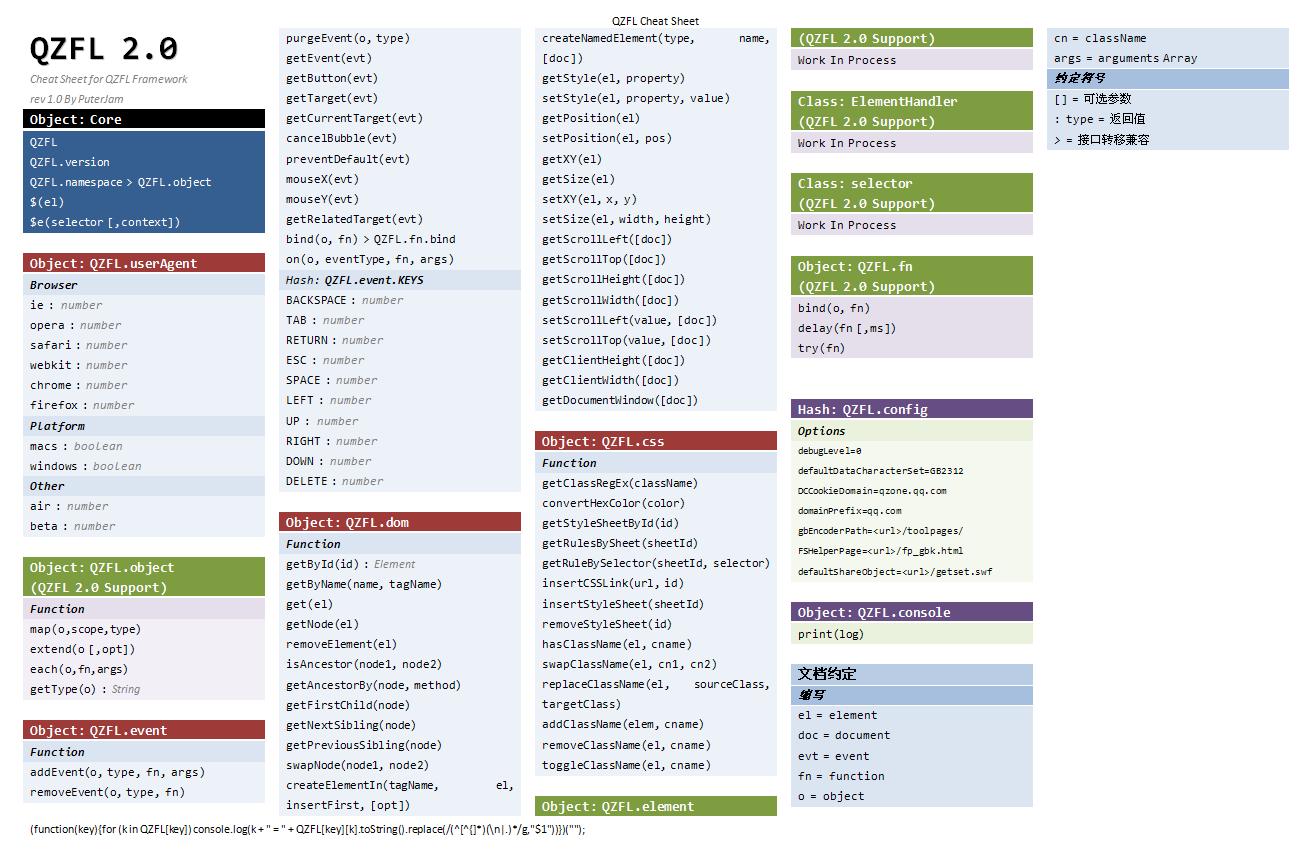 QZFL Cheat Sheet
QZFL 2.0
Cheat Sheet for QZFL Framework
rev 1.0 By PuterJam
Object: Core
QZFL
QZFL.version
QZFL.namespace > QZFL.object
$(el)
$e(selector [,context])
Object: QZFL.userAgent
Browser
ie : number
opera : number
safari : number
webkit : number
chrome : number
firefox : number
Platform
macs : boolean
windows : boolean
Other
air : number
beta : number
Object: QZFL.object
(QZFL 2.0 Support)
Function
map(o,scope,type)
extend(o [,opt])
each(o,fn,args)
getType(o) : String
Object: QZFL.event
Function
addEvent(o, type, fn, args)
removeEvent(o, type, fn)
purgeEvent(o, type)
getEvent(evt)
getButton(evt)
getTarget(evt)
getCurrentTarget(evt)
cancelBubble(evt)
preventDefault(evt)
mouseX(evt)
mouseY(evt)
getRelatedTarget(evt)
bind(o, fn) > QZFL.fn.bind
on(o, eventType, fn, args)
Hash: QZFL.event.KEYS
BACKSPACE : number
TAB : number
RETURN : number
ESC : number
SPACE : number
LEFT : number
UP : number
RIGHT : number
DOWN : number
DELETE : number
Object: QZFL.dom
Function
getById(id) : Element
getByName(name, tagName)
get(el)
getNode(el)
removeElement(el)
isAncestor(node1, node2)
getAncestorBy(node, method)
getFirstChild(node)
getNextSibling(node)
getPreviousSibling(node)
swapNode(node1, node2)
createElementIn(tagName, el,
insertFirst, [opt])
createNamedElement(type, name,
[doc])
getStyle(el, property)
setStyle(el, property, value)
getPosition(el)
setPosition(el, pos)
getXY(el)
getSize(el)
setXY(el, x, y)
setSize(el, width, height)
getScrollLeft([doc])
getScrollTop([doc])
getScrollHeight([doc])
getScrollWidth([doc])
setScrollLeft(value, [doc])
setScrollTop(value, [doc])
getClientHeight([doc])
getClientWidth([doc])
getDocumentWindow([doc])
Object: QZFL.css
Function
getClassRegEx(className)
convertHexColor(color)
getStyleSheetById(id)
getRulesBySheet(sheetId)
getRuleBySelector(sheetId, selector)
insertCSSLink(url, id)
insertStyleSheet(sheetId)
removeStyleSheet(id)
hasClassName(el, cname)
swapClassName(el, cn1, cn2)
replaceClassName(el, sourceClass,
targetClass)
addClassName(elem, cname)
removeClassName(el, cname)
toggleClassName(el, cname)
Object: QZFL.element
(QZFL 2.0 Support)
Work In Process
Class: ElementHandler
(QZFL 2.0 Support)
Work In Process
Class: selector
(QZFL 2.0 Support)
Work In Process
Object: QZFL.fn
(QZFL 2.0 Support)
bind(o, fn)
delay(fn [,ms])
try(fn)
Hash: QZFL.config
Options
debugLevel=0
defaultDataCharacterSet=GB2312
DCCookieDomain=qzone.qq.com
domainPrefix=qq.com
gbEncoderPath=<url>/toolpages/
FSHelperPage=<url>/fp_gbk.html
defaultShareObject=<url>/getset.swf
Object: QZFL.console
print(log)
文档约定
缩写
el = element
doc = document
evt = event
fn = function
o = object
cn = className
args = arguments Array
约定符号
[] = 可选参数
: type = 返回值
> = 接口转移兼容
(function(key){for (k in QZFL[key]) console.log(k + " = " + QZFL[key][k].toString().replace(/(^[^{]*)(\n|.)*/g,"$1"))})("");